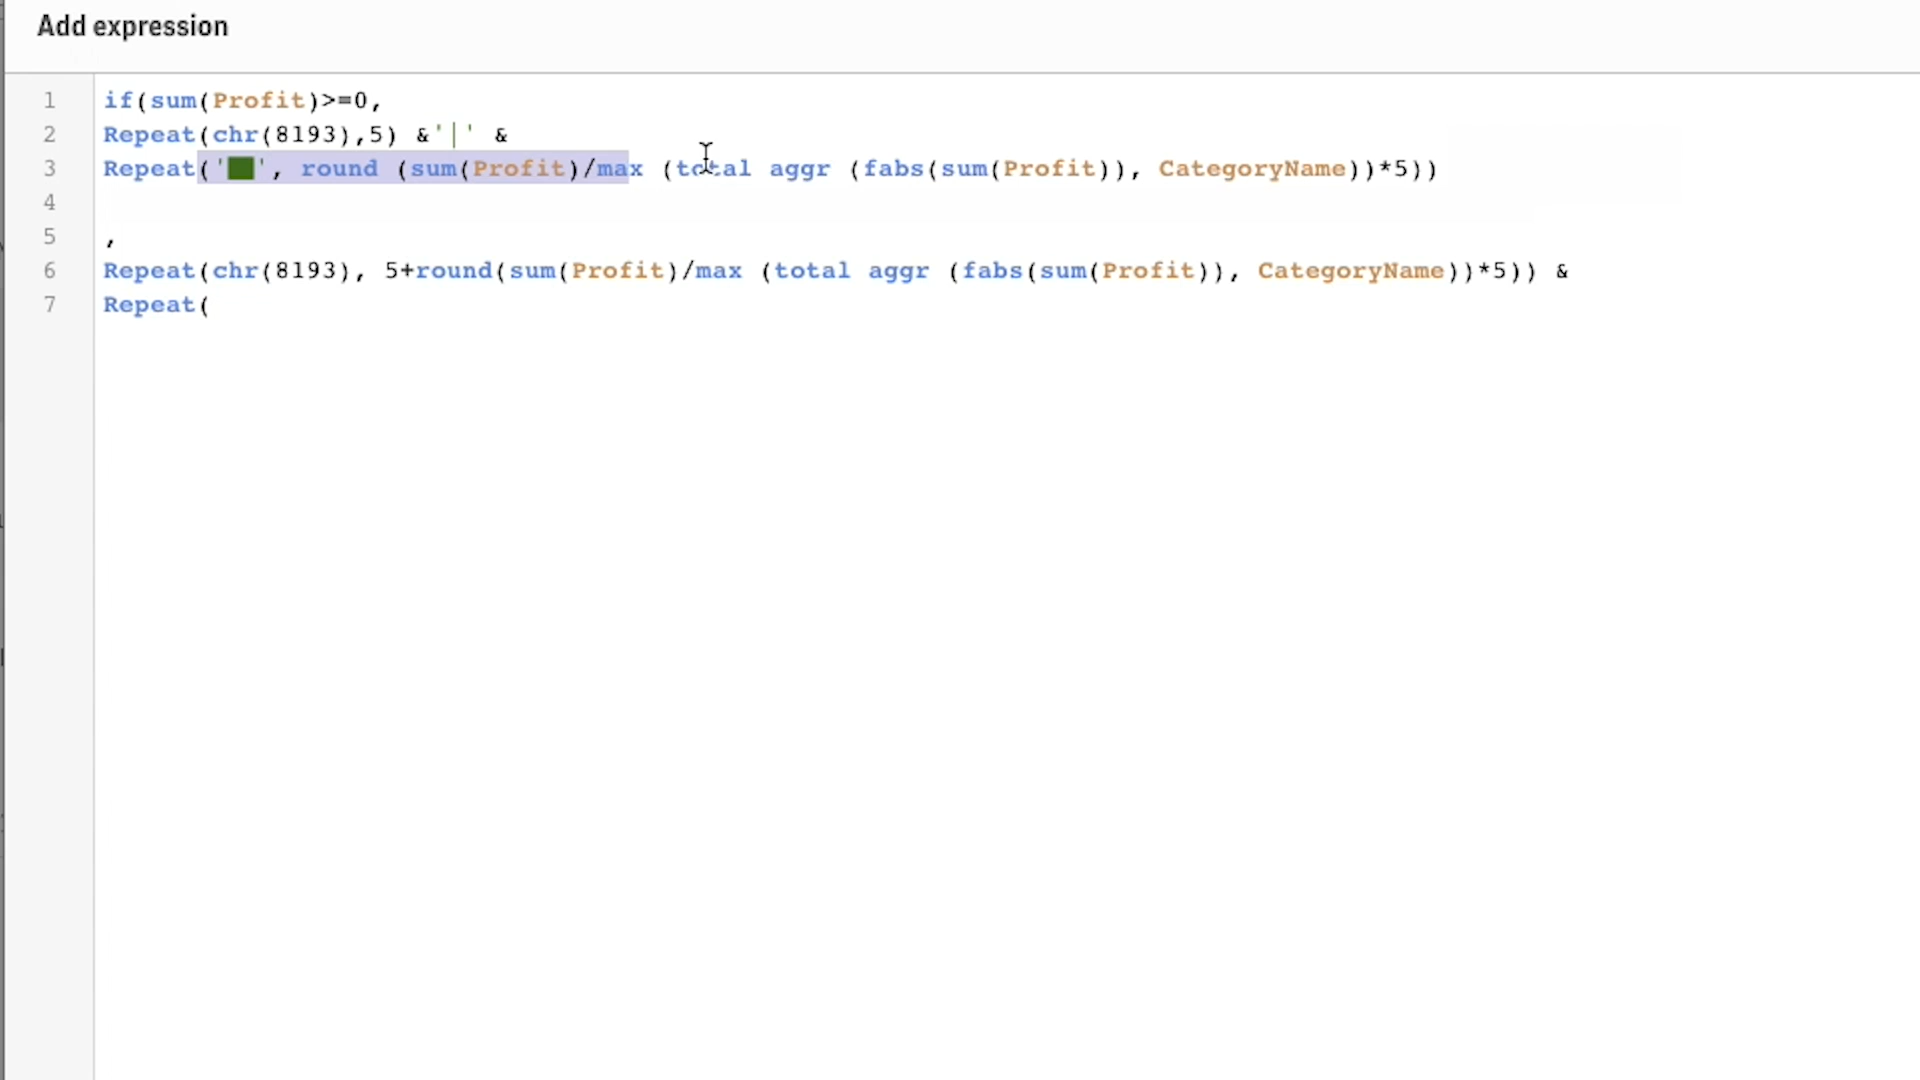 Add expression
1 if(sum(Profit)>=0,
2 Repeat(chr(8193),5) &'|' &
3 Repeat('██', round (sum(Profit)/max (total aggr (fabs(sum(Profit)), CategoryName))*5))
4
5 ,
6 Repeat(chr(8193), 5+round(sum(Profit)/max (total aggr (fabs(sum(Profit)), CategoryName))*5)) &
7 Repeat(